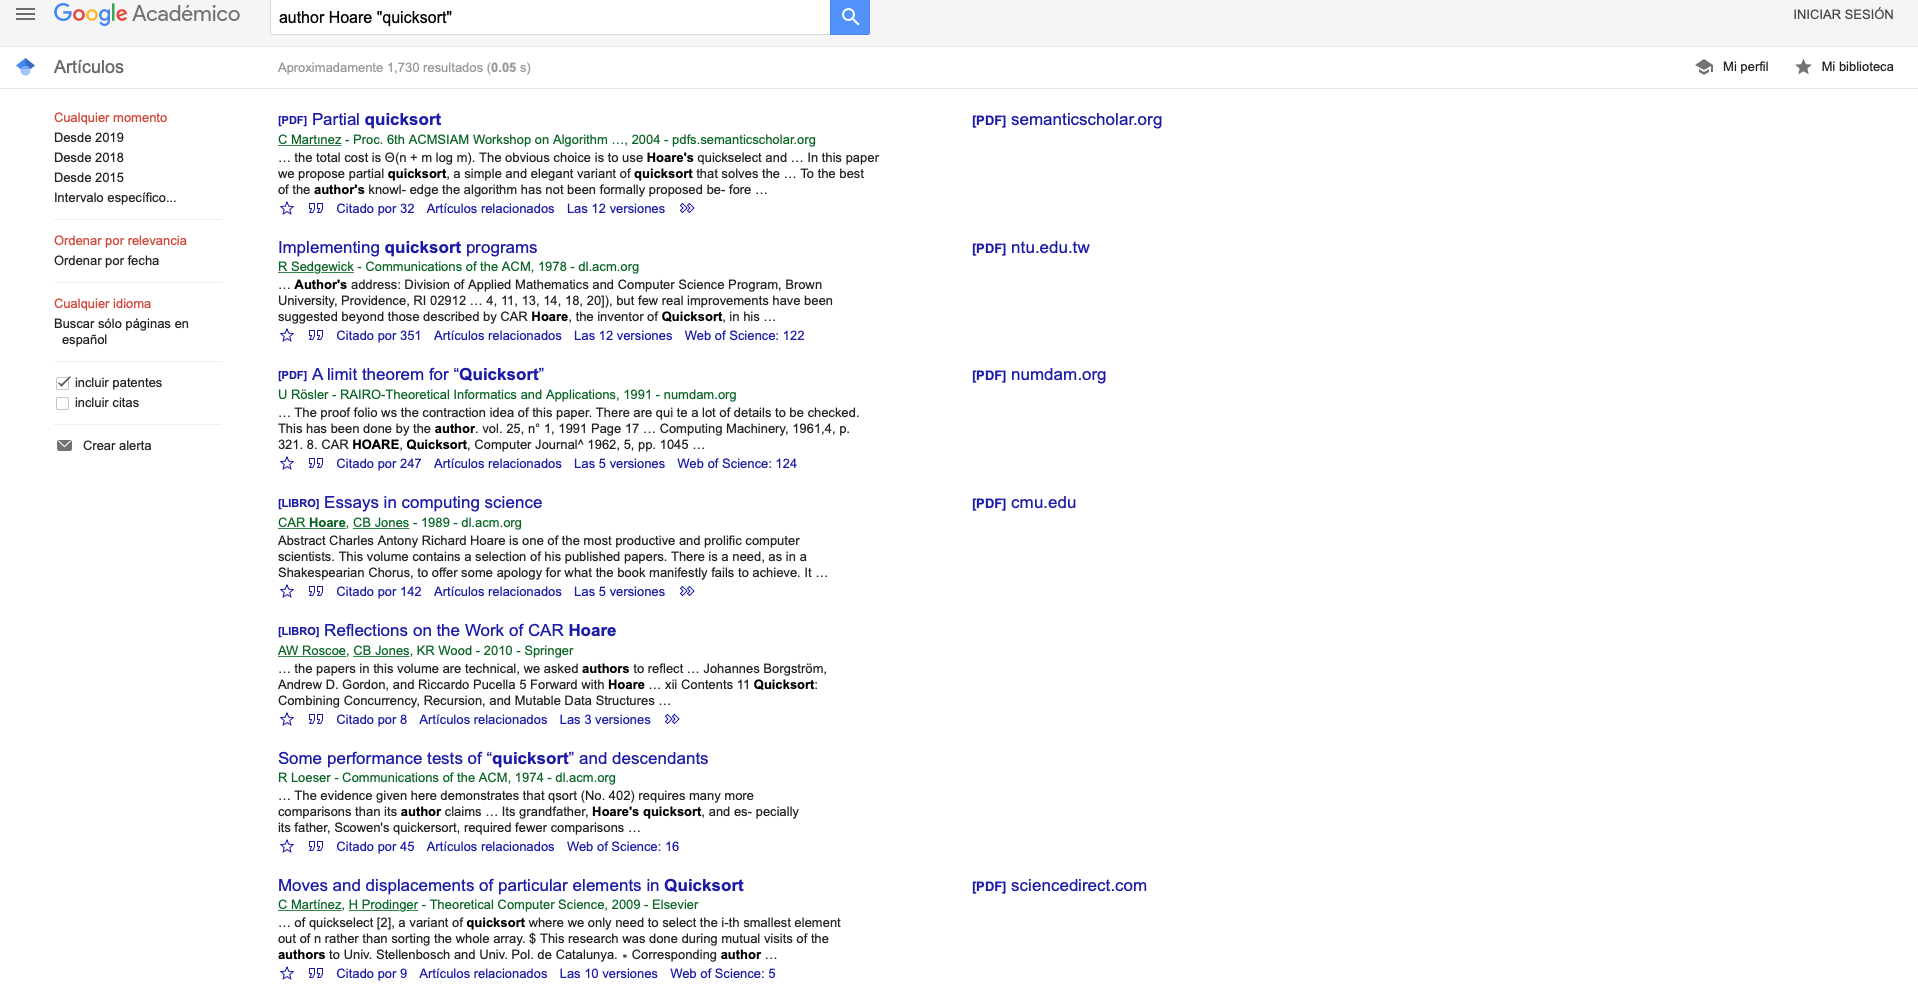 Google Académico
author Hoare "quicksort"
INICIAR SESIÓN
Artículos
Aproximadamente 1,730 resultados (0.05 s)
Mi perfil
Mi biblioteca
Cualquier momento
Desde 2019
Desde 2018
Desde 2015
Intervalo específico...
Ordenar por relevancia
Ordenar por fecha
Cualquier idioma
Buscar sólo páginas en
español
incluir patentes
incluir citas
Crear alerta
[PDF] Partial quicksort
C Martınez - Proc. 6th ACMSIAM Workshop on Algorithm …, 2004 - pdfs.semanticscholar.org
… the total cost is Θ(n + m log m). The obvious choice is to use Hoare's quickselect and … In this paper
we propose partial quicksort, a simple and elegant variant of quicksort that solves the … To the best
of the author's knowl- edge the algorithm has not been formally proposed be- fore …
Citado por 32 Artículos relacionados Las 12 versiones
[PDF] semanticscholar.org
Implementing quicksort programs
R Sedgewick - Communications of the ACM, 1978 - dl.acm.org
… Author's address: Division of Applied Mathematics and Computer Science Program, Brown
University, Providence, RI 02912 … 4, 11, 13, 14, 18, 20]), but few real improvements have been
suggested beyond those described by CAR Hoare, the inventor of Quicksort, in his …
Citado por 351 Artículos relacionados Las 12 versiones Web of Science: 122
[PDF] ntu.edu.tw
[PDF] A limit theorem for “Quicksort”
U Rösler - RAIRO-Theoretical Informatics and Applications, 1991 - numdam.org
… The proof folio ws the contraction idea of this paper. There are qui te a lot of details to be checked.
This has been done by the author. vol. 25, n° 1, 1991 Page 17 … Computing Machinery, 1961,4, p.
321. 8. CAR HOARE, Quicksort, Computer Journal^ 1962, 5, pp. 1045 …
Citado por 247 Artículos relacionados Las 5 versiones Web of Science: 124
[PDF] numdam.org
[LIBRO] Essays in computing science
CAR Hoare, CB Jones - 1989 - dl.acm.org
Abstract Charles Antony Richard Hoare is one of the most productive and prolific computer
scientists. This volume contains a selection of his published papers. There is a need, as in a
Shakespearian Chorus, to offer some apology for what the book manifestly fails to achieve. It …
Citado por 142 Artículos relacionados Las 5 versiones
[PDF] cmu.edu
[LIBRO] Reflections on the Work of CAR Hoare
AW Roscoe, CB Jones, KR Wood - 2010 - Springer
… the papers in this volume are technical, we asked authors to reflect … Johannes Borgström,
Andrew D. Gordon, and Riccardo Pucella 5 Forward with Hoare … xii Contents 11 Quicksort:
Combining Concurrency, Recursion, and Mutable Data Structures …
Citado por 8 Artículos relacionados Las 3 versiones
Some performance tests of “quicksort” and descendants
R Loeser - Communications of the ACM, 1974 - dl.acm.org
… The evidence given here demonstrates that qsort (No. 402) requires many more
comparisons than its author claims … Its grandfather, Hoare's quicksort, and es- pecially
its father, Scowen's quickersort, required fewer comparisons …
Citado por 45 Artículos relacionados Web of Science: 16
Moves and displacements of particular elements in Quicksort
C Martínez, H Prodinger - Theoretical Computer Science, 2009 - Elsevier
… of quickselect [2], a variant of quicksort where we only need to select the i-th smallest element
out of n rather than sorting the whole array. $ This research was done during mutual visits of the
authors to Univ. Stellenbosch and Univ. Pol. de Catalunya. ∗ Corresponding author …
Citado por 9 Artículos relacionados Las 10 versiones Web of Science: 5
[PDF] sciencedirect.com